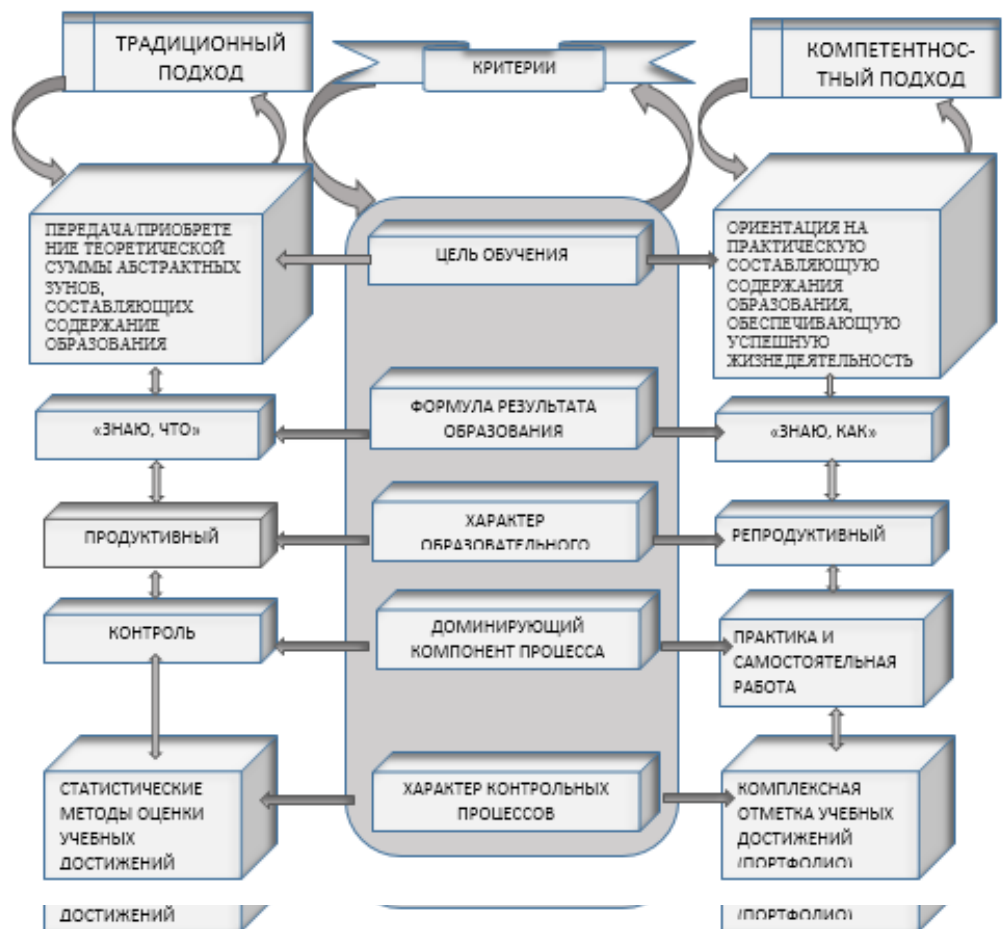 ТРАДИЦИОННЫЙ
ПОДХОД
КРИТЕРИИ
КОМПЕТЕНТНОС-
ТНЫЙ ПОДХОД
ПЕРЕДАЧА/ПРИОБРЕТЕ
НИЕ ТЕОРЕТИЧЕСКОЙ
СУММЫ АБСТРАКТНЫХ
ЗУНОВ,
СОСТАВЛЯЮЩИХ
СОДЕРЖАНИЕ
ОБРАЗОВАНИЯ
ЦЕЛЬ ОБУЧЕНИЯ
ОРИЕНТАЦИЯ НА
ПРАКТИЧЕСКУЮ
СОСТАВЛЯЮЩУЮ
СОДЕРЖАНИЯ
ОБРАЗОВАНИЯ,
ОБЕСПЕЧИВАЮЩУЮ
УСПЕШНУЮ
ЖИЗНЕДЕЯТЕЛЬНОСТЬ
«ЗНАЮ, ЧТО»
ФОРМУЛА РЕЗУЛЬТАТА
ОБРАЗОВАНИЯ
«ЗНАЮ, КАК»
ПРОДУКТИВНЫЙ
ХАРАКТЕР
ОБРАЗОВАТЕЛЬНОГО
РЕПРОДУКТИВНЫЙ
КОНТРОЛЬ
ДОМИНИРУЮЩИЙ
КОМПОНЕНТ ПРОЦЕССА
ПРАКТИКА И
САМОСТОЯТЕЛЬНАЯ
РАБОТА
СТАТИСТИЧЕСКИЕ
МЕТОДЫ ОЦЕНКИ
УЧЕБНЫХ
ДОСТИЖЕНИЙ
ХАРАКТЕР КОНТРОЛЬНЫХ
ПРОЦЕССОВ
КОМПЛЕКСНАЯ
ОТМЕТКА УЧЕБНЫХ
ДОСТИЖЕНИЙ
(ПОРТФОЛИО)
ДОСТИЖЕНИЙ
(ПОРТФОЛИО)